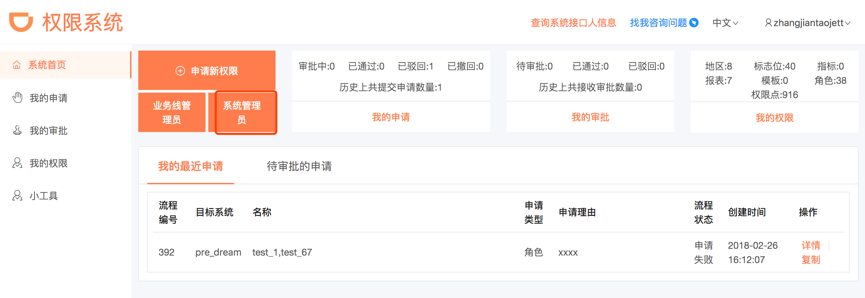 权限系统
查询系统接口人信息
找我咨询问题
中文
zhangjiantaojett
系统首页
我的申请
我的审批
我的权限
小工具
申请新权限
业务线管
理员
系统管理
员
审批中:0 已通过:0 已驳回:1 已撤回:0
历史上共提交申请数量:1
我的申请
待审批:0 已通过:0 已驳回:0
历史上共接收审批数量:0
我的审批
地区:8 标志位:40 指标:0
报表:7 模板:0 角色:38
权限点:916
我的权限
我的最近申请 待审批的申请
流程
编号
目标系统
名称
申请
类型
申请理由
流程
状态
创建时间
操作
392
pre_dream
test_1,test_67
角色
xxxx
申请
失败
2018-02-26
16:12:07
详情
复制